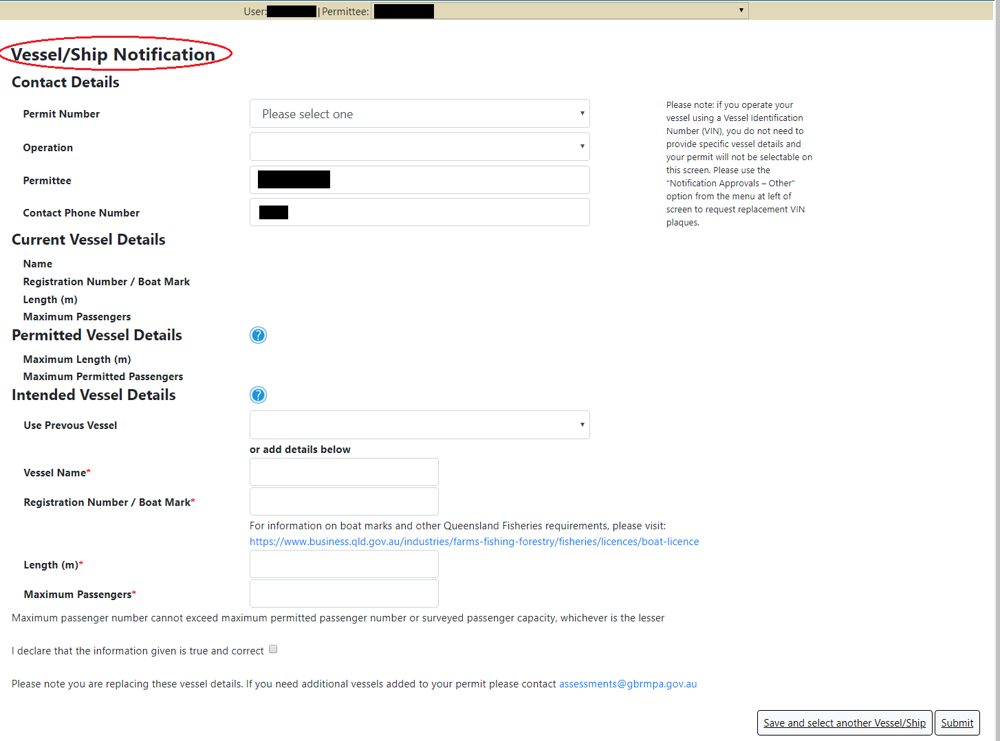 User: | Permittee:
Vessel/Ship Notification
Contact Details
Permit Number Please select one
Operation
Permittee
Contact Phone Number
Please note: if you operate your
vessel using a Vessel Identification
Number (VIN), you do not need to
provide specific vessel details and
your permit will not be selectable on
this screen. Please use the
“Notification Approvals – Other”
option from the menu at left of
screen to request replacement VIN
plaques.
Current Vessel Details
Name
Registration Number / Boat Mark
Length (m)
Maximum Passengers
Permitted Vessel Details ?
Maximum Length (m)
Maximum Permitted Passengers
Intended Vessel Details ?
Use Prevous Vessel
or add details below
Vessel Name*
Registration Number / Boat Mark*
For information on boat marks and other Queensland Fisheries requirements, please visit:
https://www.business.qld.gov.au/industries/farms-fishing-forestry/fisheries/licences/boat-licence
Length (m)*
Maximum Passengers*
Maximum passenger number cannot exceed maximum permitted passenger number or surveyed passenger capacity, whichever is the lesser
I declare that the information given is true and correct
Please note you are replacing these vessel details. If you need additional vessels added to your permit please contact assessments@gbrmpa.gov.au
Save and select another Vessel/Ship Submit